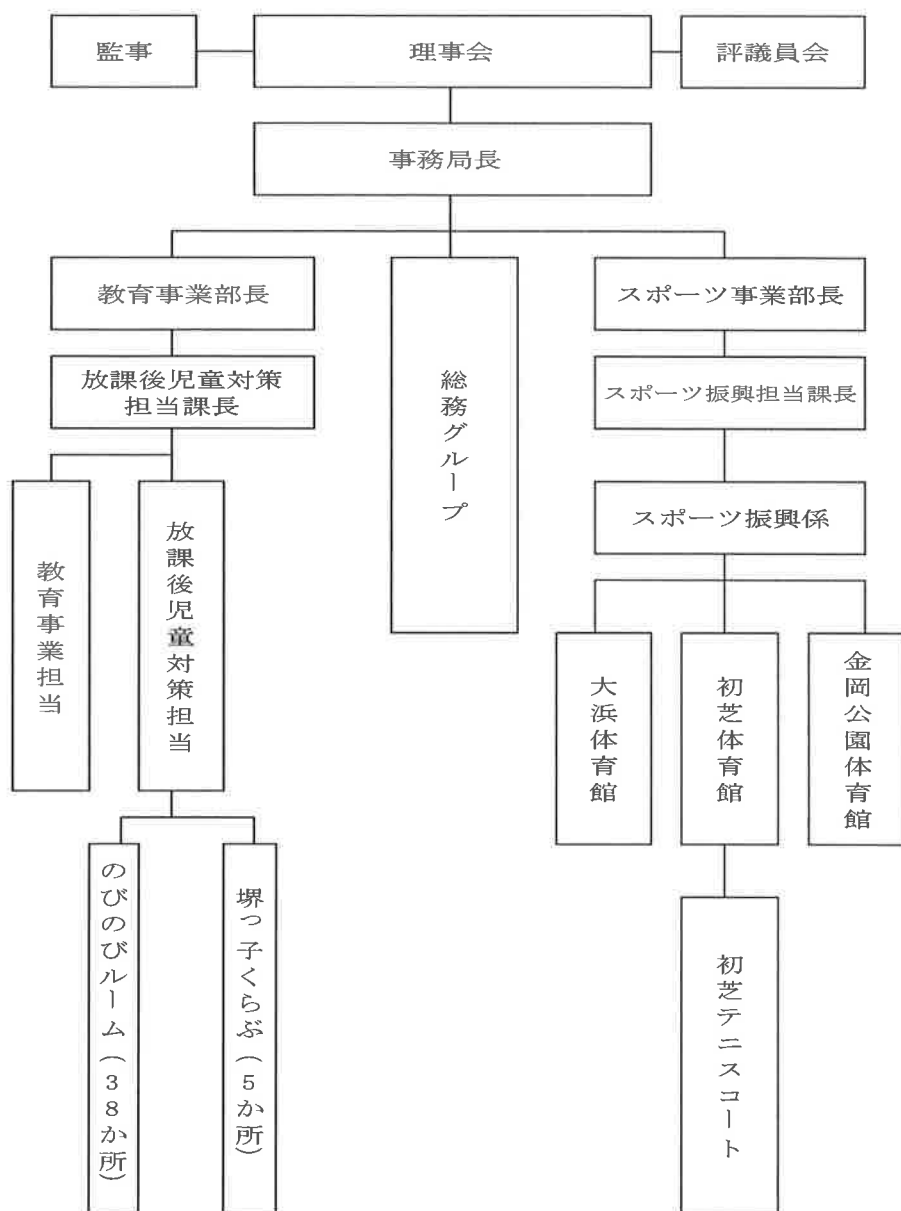 監事
理事会
評議員会
事務局長
教育事業部長
総務グループ
スポーツ事業部長
放課後児童対策
担当課長
スポーツ振興担当課長
教育事業担当
放課後児童対策担当
スポーツ振興係
大浜体育館
初芝体育館
金岡公園体育館
のびのびルーム(38か所)
堺っ子くらぶ(5か所)
初芝テニスコート